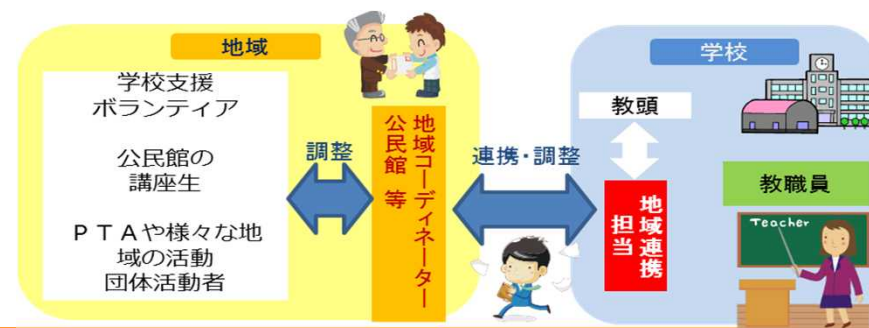 地域
学校支援
ボランティア
公民館の
講座生
ＰＴＡや様々な地
域の活動
団体活動者
調整
地域コーディネーター
公民館 等
連携・調整
学校
教頭
地域連携
担当
教職員
Teacher